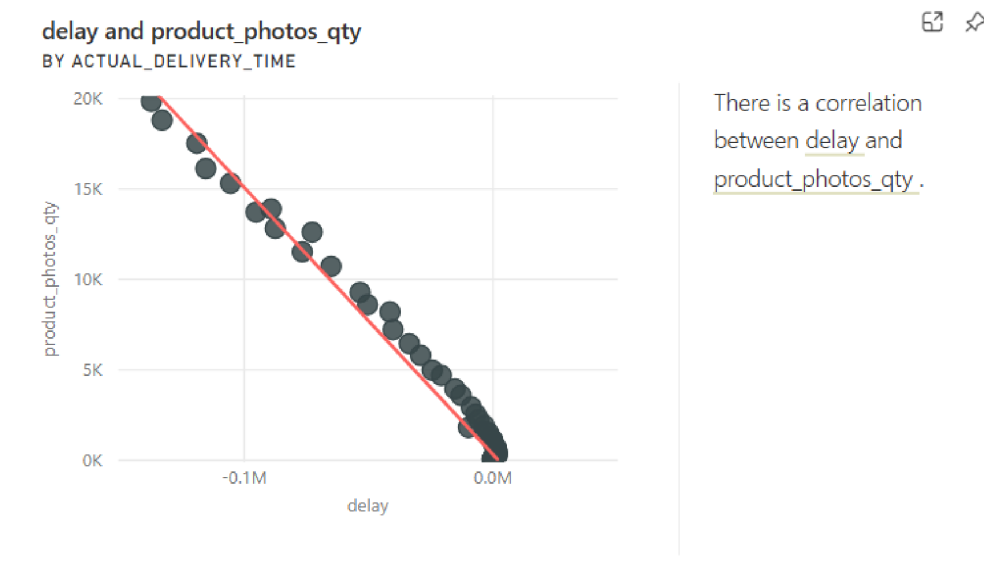 delay and product_photos_qty
BY ACTUAL_DELIVERY_TIME
20K
15K
10K
5K
0K
product_photos_qty
-0.1M
0.0M
delay
There is a correlation
between delay and
product_photos_qty .